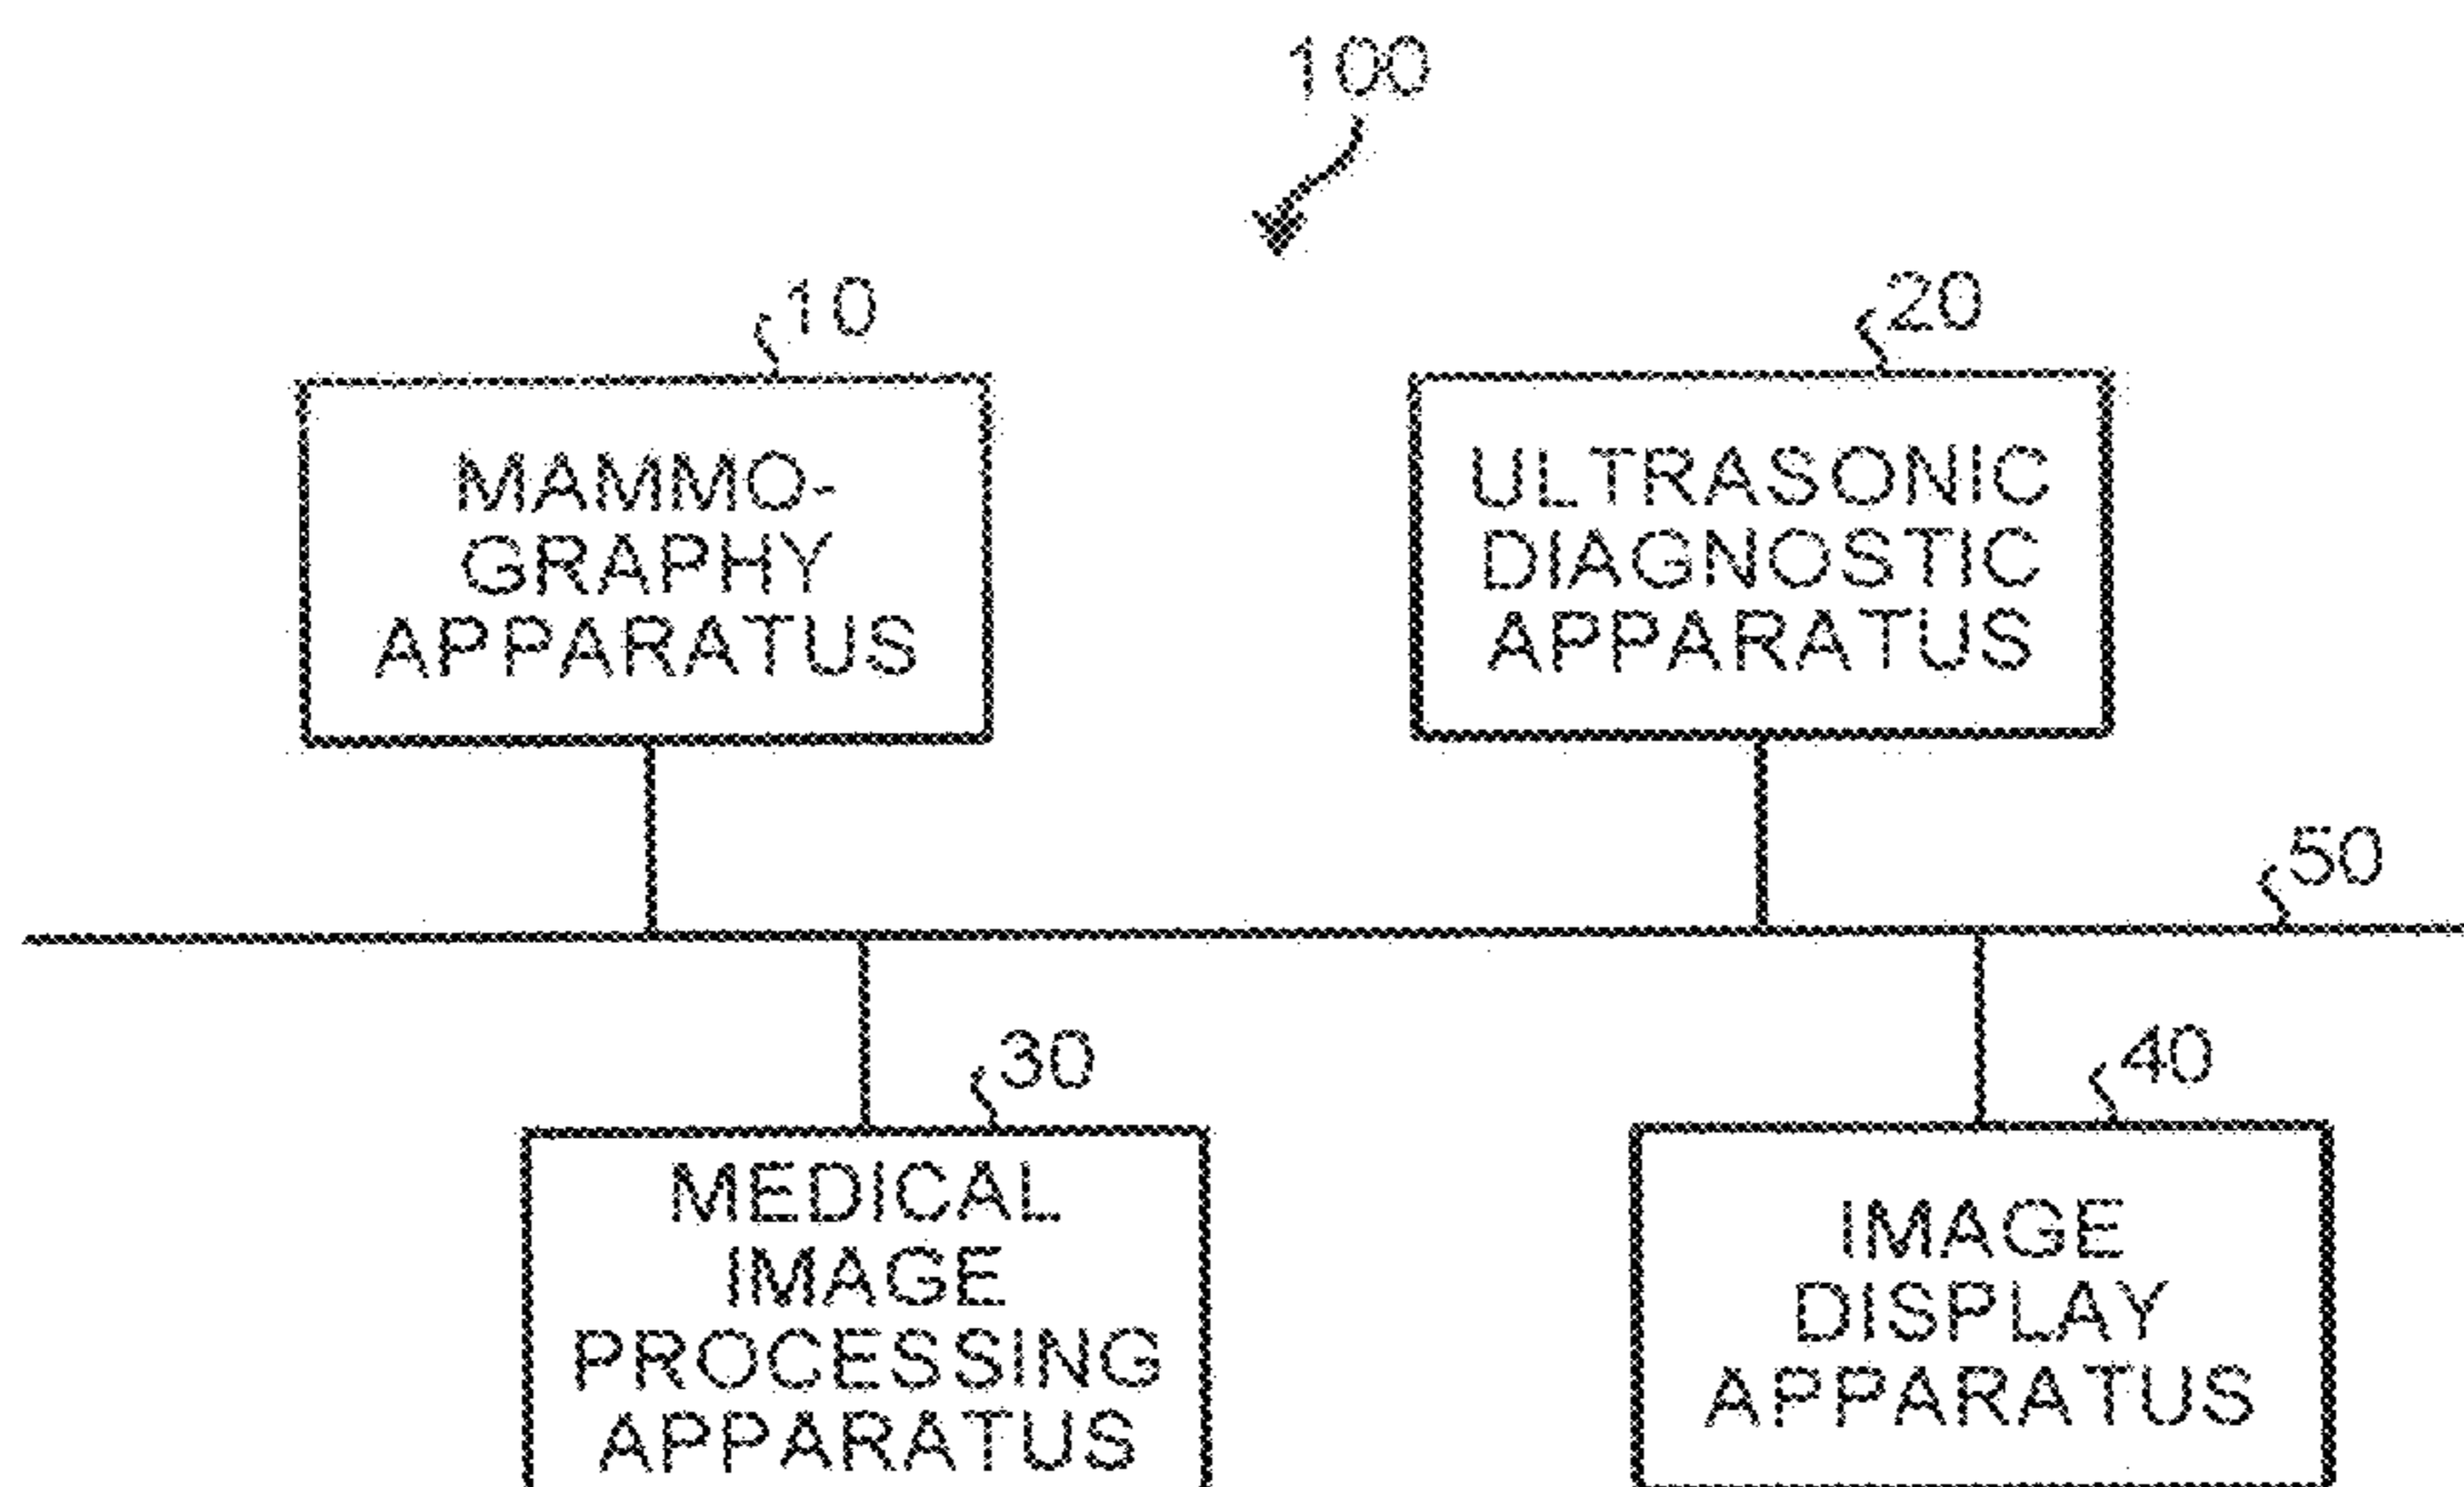 100
10
20
MAMMO-
GRAPHY
APPARATUS
ULTRASONIC
DIAGNOSTIC
APPARATUS
50
30
40
MEDICAL
IMAGE
PROCESSING
APPARATUS
IMAGE
DISPLAY
APPARATUS